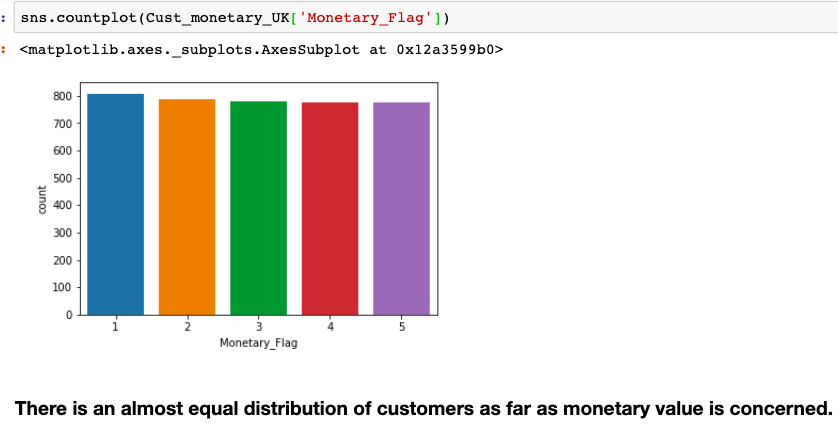 : sns.countplot(Cust_monetary_UK['Monetary_Flag'])
: <matplotlib.axes._subplots.AxesSubplot at 0x12a3599b0>
800
700
600
500
400
300
200
100
0
count
1 2 3 4 5
Monetary_Flag
There is an almost equal distribution of customers as far as monetary value is concerned.